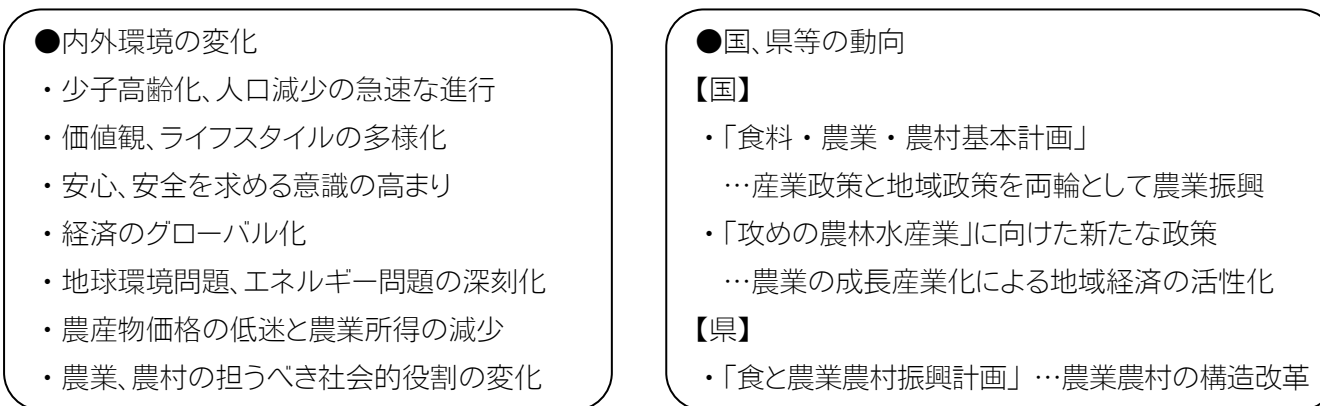 ●内外環境の変化
・少子高齢化、人口減少の急速な進行
・価値観、ライフスタイルの多様化
・安心、安全を求める意識の高まり
・経済のグローバル化
・地球環境問題、エネルギー問題の深刻化
・農産物価格の低迷と農業所得の減少
・農業、農村の担うべき社会的役割の変化
●国、県等の動向
【国】
・「食料・農業・農村基本計画」
…産業政策と地域政策を両輪として農業振興
・「攻めの農林水産業」に向けた新たな政策
…農業の成長産業化による地域経済の活性化
【県】
・「食と農業農村振興計画」 …農業農村の構造改革